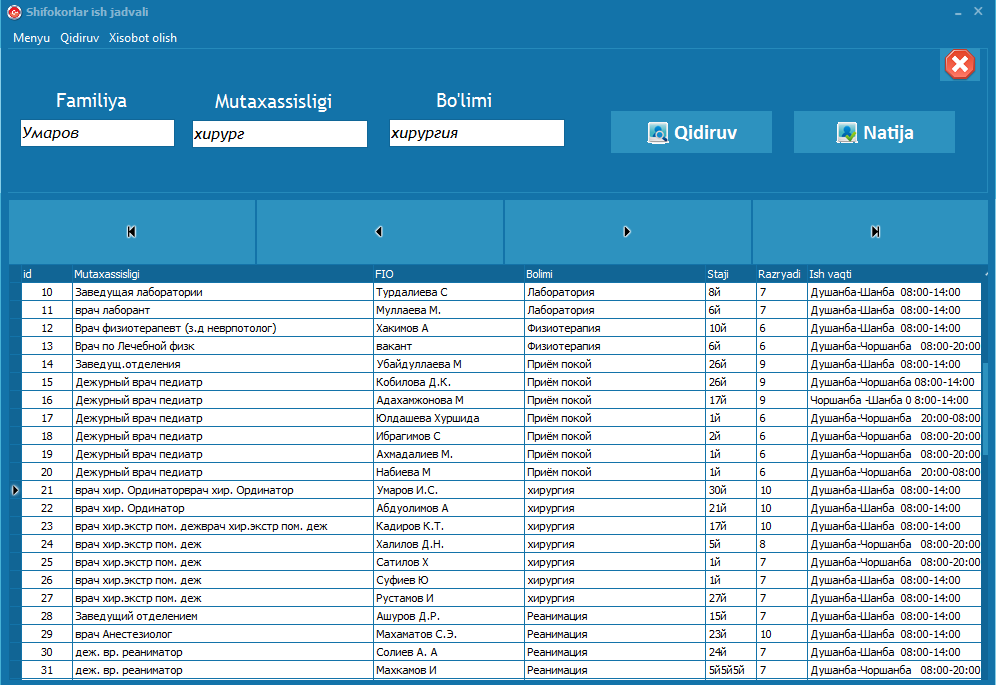 Shifokorlar ish jadvali
Menyu Qidiruv Xisobot olish
Familiya Mutaxassisligi Bo'limi
Умаров хирург хирургия Qidiruv Natija
id Mutaxassisligi FIO Bolimi Staji Razryadi Ish vaqti
10 Заведущая лаборатории Турдалиева С Лаборатория 8й 7 Душанба-Шанба 08:00-14:00
11 врач лаборант Муллаева М. Лаборатория 6й 7 Душанба-Шанба 08:00-14:00
12 Врач физиотерапевт (з.д неврпотолог) Хакимов А Физиотерапия 10й 6 Душанба-Шанба 08:00-14:00
13 Врач по Лечебной физк вакант Физиотерапия 6й 6 Душанба-Чоршанба 08:00-20:00
14 Заведущ.отделения Убайдуллаева М Приём покой 26й 9 Душанба-Шанба 08:00-14:00
15 Дежурный врач педиатр Кобилова Д.К. Приём покой 26й 9 Душанба-Чоршанба 08:00-14:00
16 Дежурный врач педиатр Адахамжонова М Приём покой 17й 9 Чоршанба -Шанба 0 8:00-14:00
17 Дежурный врач педиатр Юлдашева Хуршида Приём покой 1й 6 Душанба-Чоршанба 20:00-08:00
18 Дежурный врач педиатр Ибрагимов С Приём покой 2й 6 Душанба-Чоршанба 08:00-20:00
19 Дежурный врач педиатр Ахмадалиев М. Приём покой 1й 6 Душанба-Чоршанба 08:00-20:00
20 Дежурный врач педиатр Набиева М Приём покой 1й 6 Душанба-Чоршанба 20:00-08:00
21 врач хир. Ординаторврач хир. Ординатор Умаров И.С. хирургия 30й 10 Душанба-Шанба 08:00-14:00
22 врач хир. Ординатор Абдуолимов А хирургия 21й 10 Душанба-Шанба 08:00-14:00
23 врач хир.экстр пом. дежврач хир.экстр пом. деж Кадиров К.Т. хирургия 17й 10 Душанба-Шанба 08:00-14:00
24 врач хир.экстр пом. деж Халилов Д.Н. хирургия 5й 8 Душанба-Чоршанба 08:00-20:00
25 врач хир.экстр пом. деж Сатилов Х хирургия 1й 7 Душанба-Чоршанба 08:00-20:00
26 врач хир.экстр пом. деж Суфиев Ю хирургия 1й 7 Душанба-Шанба 08:00-14:00
27 врач хир.экстр пом. деж Рустамов И хирургия 27й 7 Душанба-Шанба 08:00-14:00
28 Заведущий отделением Ашуров Д.Р. Реанимация 15й 7 Душанба-Шанба 08:00-14:00
29 врач Анестезиолог Махаматов С.Э. Реанимация 23й 10 Душанба-Шанба 08:00-14:00
30 деж. вр. реаниматор Солиев А. А Реанимация 24й 7 Душанба-Шанба 08:00-14:00
31 деж. вр. реаниматор Махкамов И Реанимация 5й5й5й 7 Душанба-Чоршанба 08:00-20:00